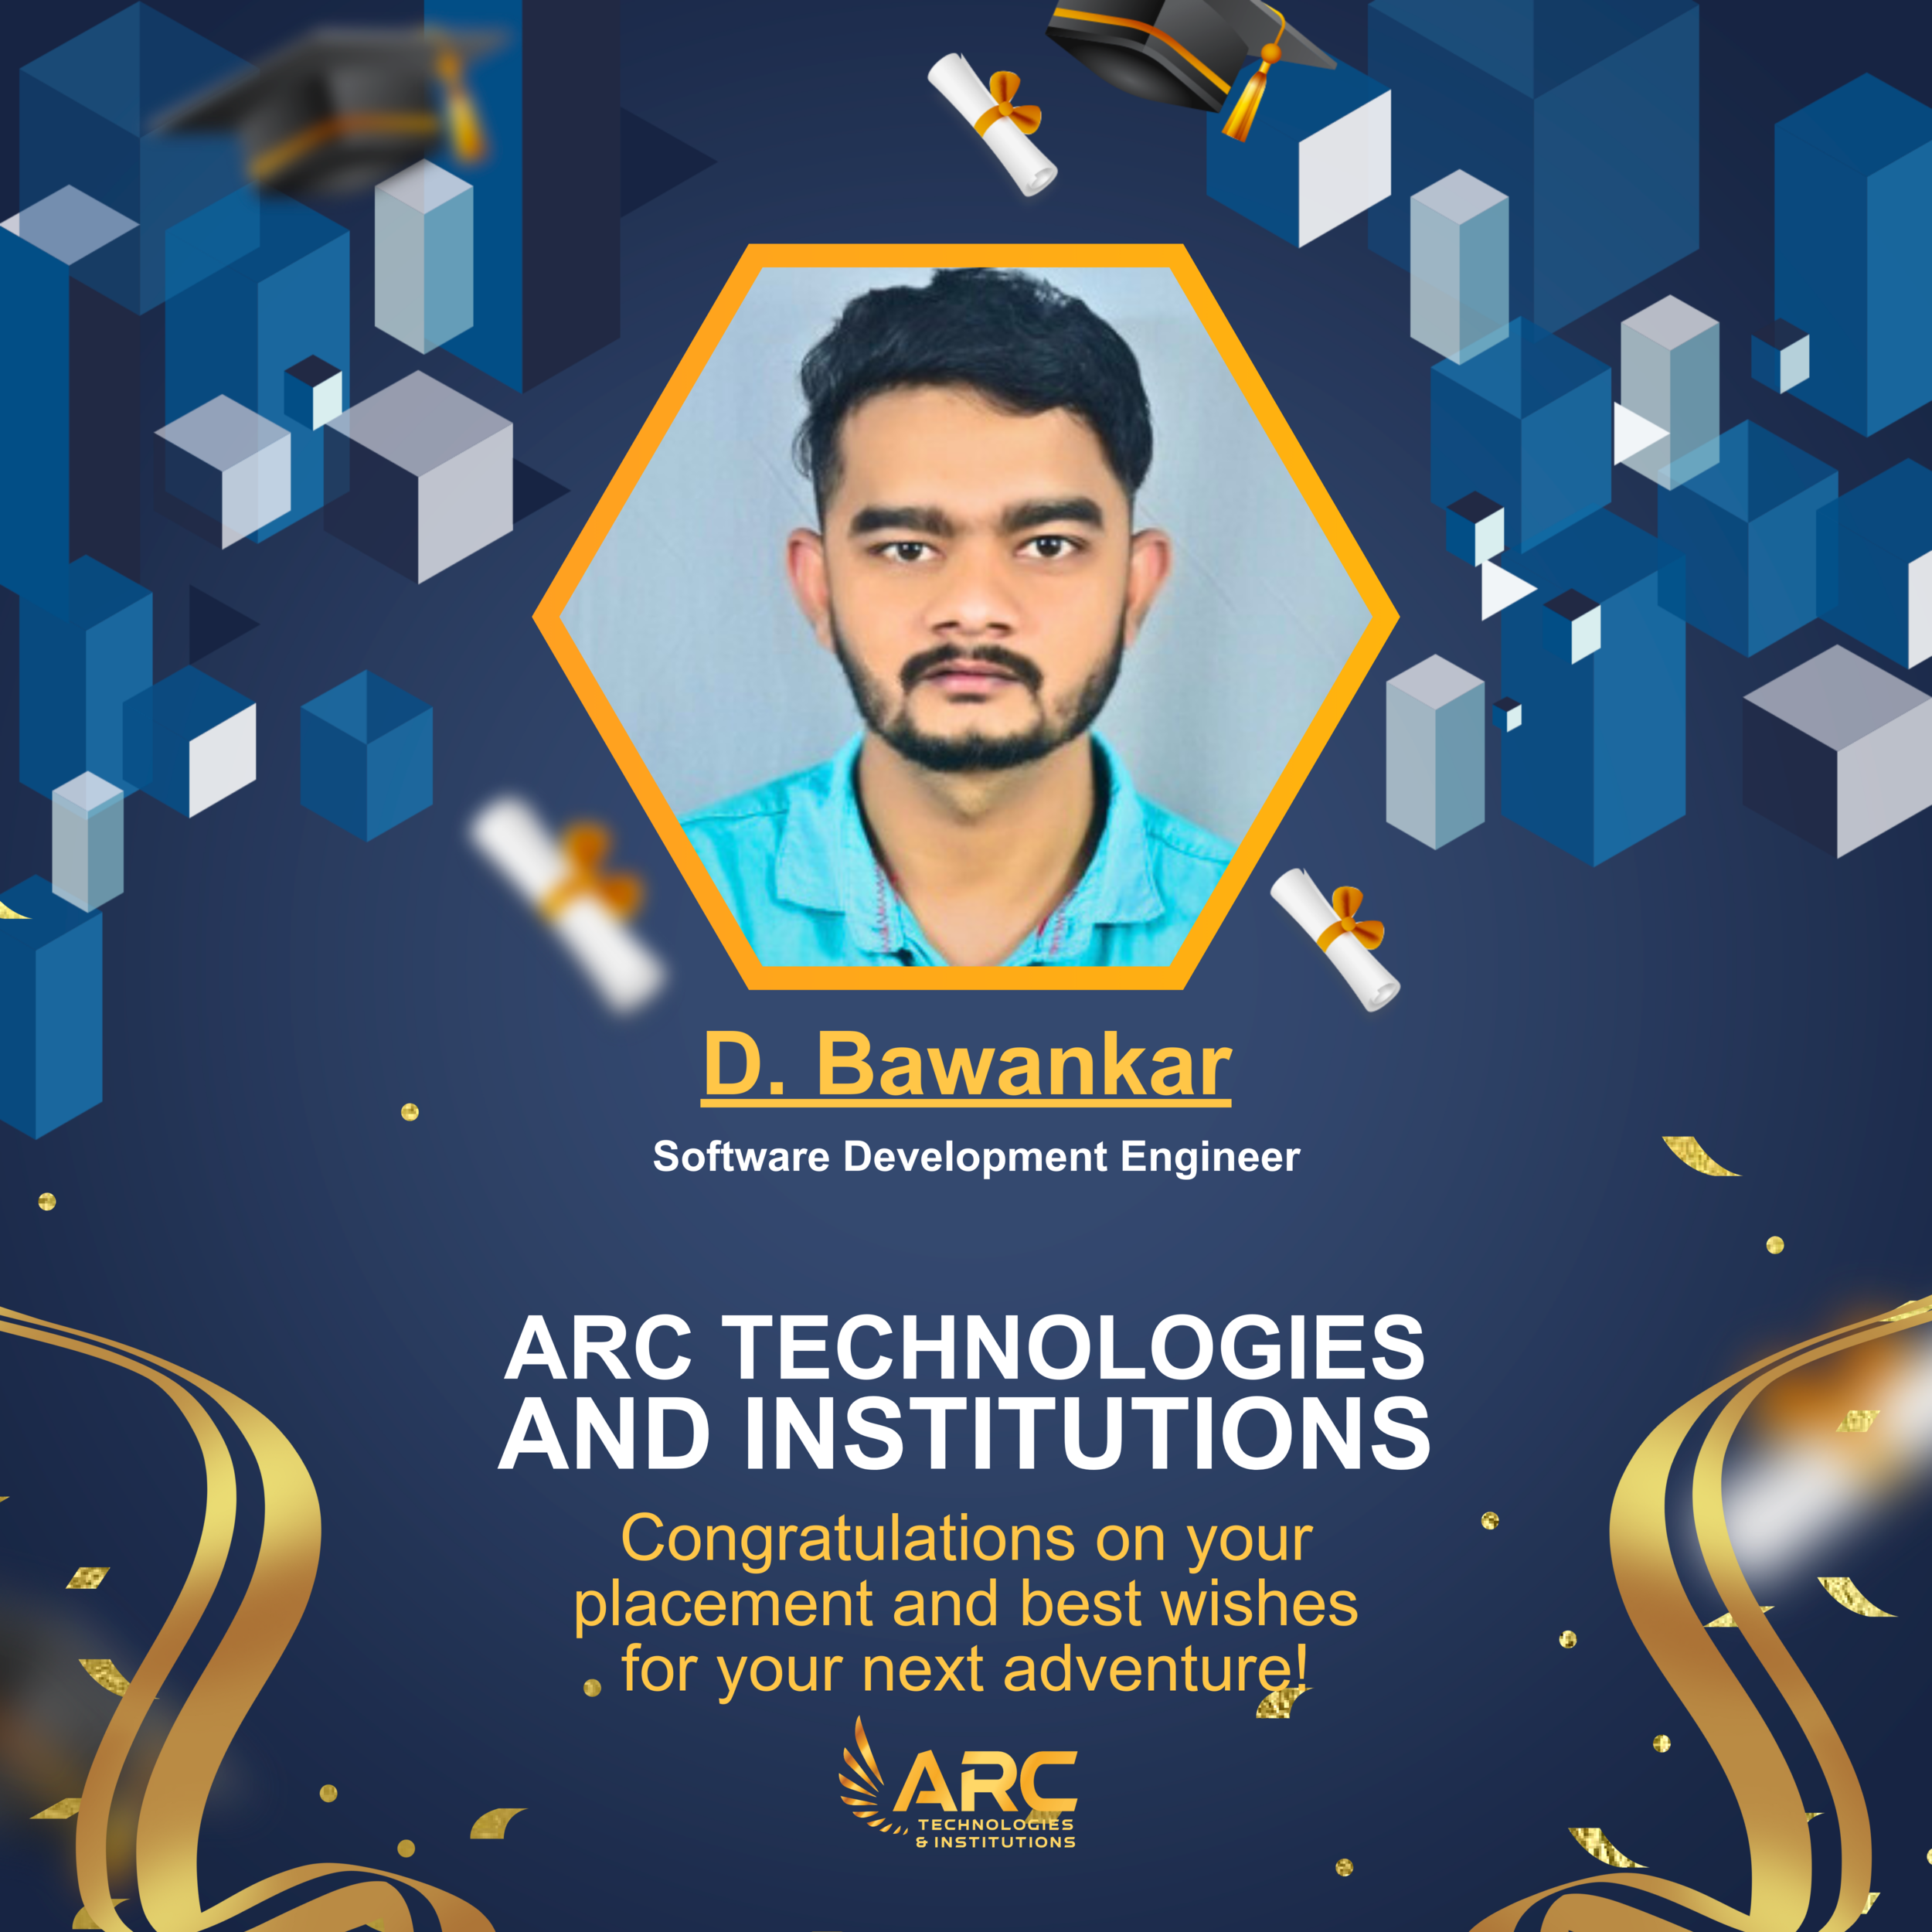 D. Bawankar
Software Development Engineer
ARC TECHNOLOGIES
AND INSTITUTIONS
Congratulations on your
placement and best wishes
for your next adventure!
ARC
TECHNOLOGIES
& INSTITUTIONS